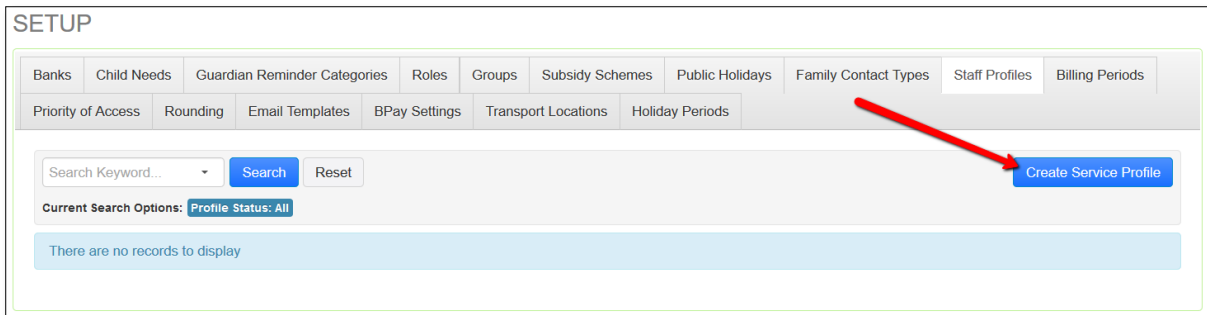 SETUP
Banks Child Needs Guardian Reminder Categories Roles Groups Subsidy Schemes Public Holidays Family Contact Types Staff Profiles Billing Periods
Priority of Access Rounding Email Templates BPay Settings Transport Locations Holiday Periods
Search Keyword... Search Reset Create Service Profile
Current Search Options: Profile Status: All
There are no records to display